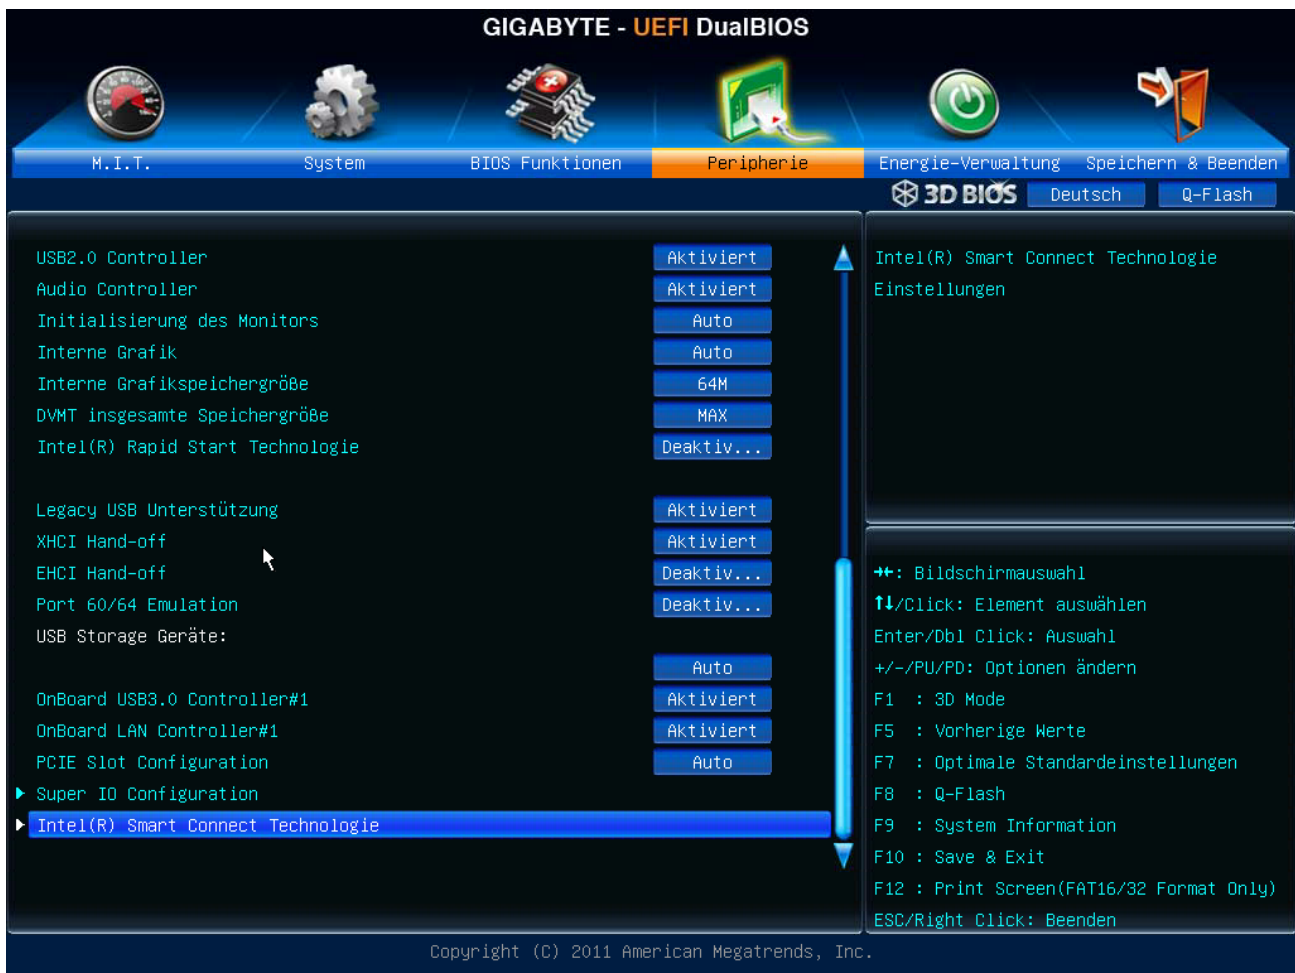 GIGABYTE - UEFI DualBIOS
M.I.T. System BIOS Funktionen Peripherie Energie-Verwaltung Speichern & Beenden
3D BIOS Deutsch Q-Flash
USB2.0 Controller Aktiviert
Audio Controller Aktiviert
Initialisierung des Monitors Auto
Interne Grafik Auto
Interne Grafikspeichergröße 64M
DVMT insgesamte Speichergröße MAX
Intel(R) Rapid Start Technologie Deaktiv...
Legacy USB Unterstützung Aktiviert
XHCI Hand-off Aktiviert
EHCI Hand-off Deaktiv...
Port 60/64 Emulation Deaktiv...
USB Storage Geräte:
Auto
OnBoard USB3.0 Controller#1 Aktiviert
OnBoard LAN Controller#1 Aktiviert
PCIE Slot Configuration Auto
Super IO Configuration
Intel(R) Smart Connect Technologie
Intel(R) Smart Connect Technologie
Einstellungen
→←: Bildschirmauswahl
↑↓/Click: Element auswählen
Enter/Dbl Click: Auswahl
+/-/PU/PD: Optionen ändern
F1 : 3D Mode
F5 : Vorherige Werte
F7 : Optimale Standardeinstellungen
F8 : Q-Flash
F9 : System Information
F10 : Save & Exit
F12 : Print Screen(FAT16/32 Format Only)
ESC/Right Click: Beenden
Copyright (C) 2011 American Megatrends, Inc.